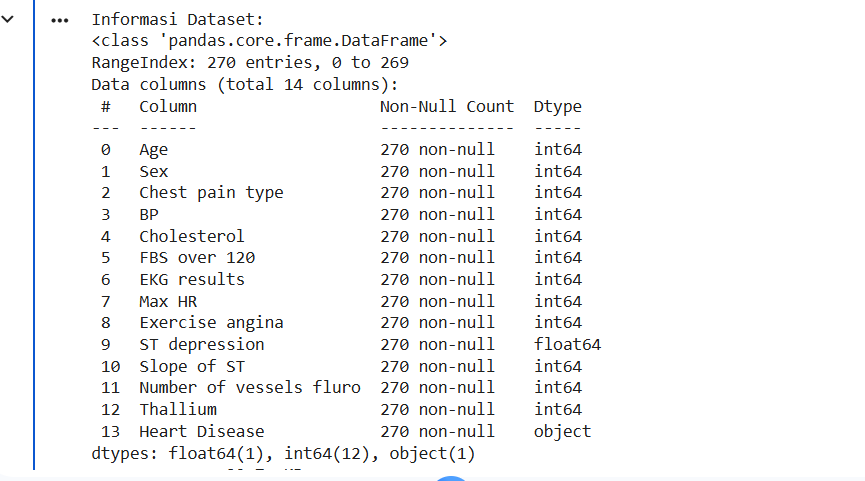 Informasi Dataset:
<class 'pandas.core.frame.DataFrame'>
RangeIndex: 270 entries, 0 to 269
Data columns (total 14 columns):
 #   Column                   Non-Null Count  Dtype
---  ------                   --------------  -----
 0   Age                      270 non-null    int64
 1   Sex                      270 non-null    int64
 2   Chest pain type          270 non-null    int64
 3   BP                       270 non-null    int64
 4   Cholesterol              270 non-null    int64
 5   FBS over 120             270 non-null    int64
 6   EKG results              270 non-null    int64
 7   Max HR                   270 non-null    int64
 8   Exercise angina          270 non-null    int64
 9   ST depression            270 non-null    float64
 10  Slope of ST              270 non-null    int64
 11  Number of vessels fluro  270 non-null    int64
 12  Thallium                 270 non-null    int64
 13  Heart Disease            270 non-null    object
dtypes: float64(1), int64(12), object(1)